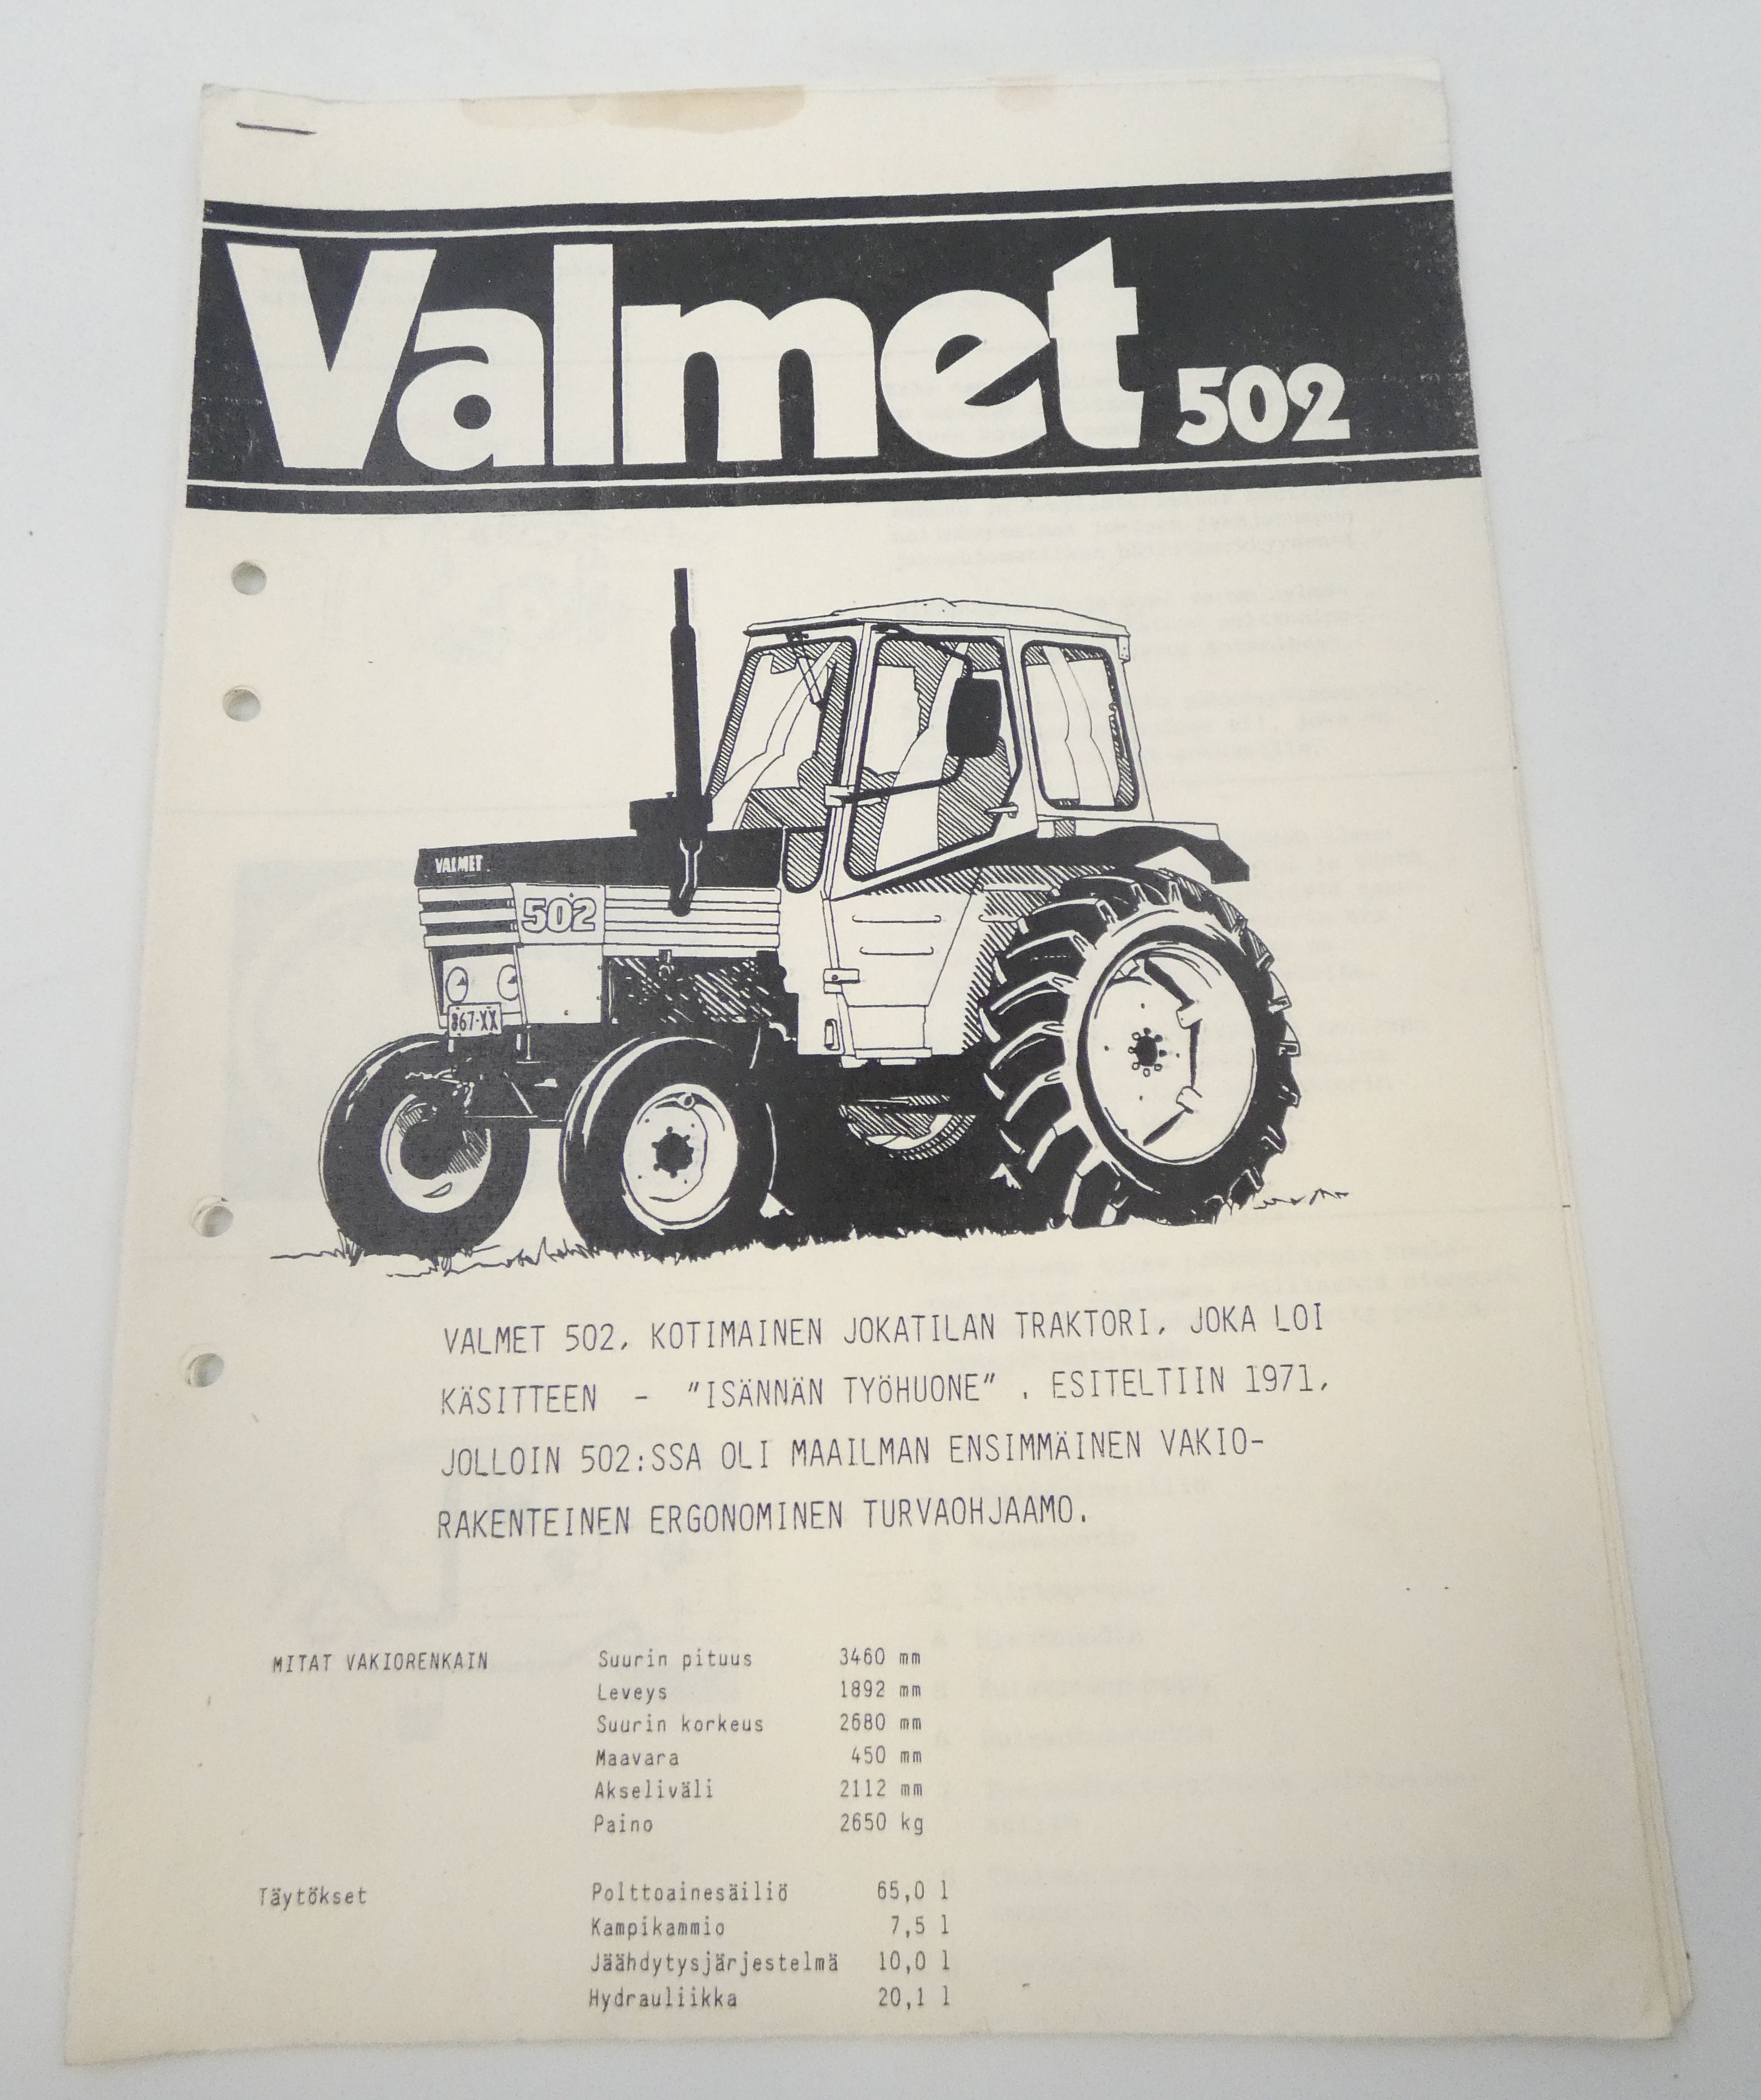 Valmet 502
VALMET
502
867-XX
VALMET 502, KOTIMAINEN JOKATILAN TRAKTORI, JOKA LOI
KÄSITTEEN - "ISÄNNÄN TYÖHUONE" . ESITELTIIN 1971,
JOLLOIN 502:SSA OLI MAAILMAN ENSIMMÄINEN VAKIO-
RAKENTEINEN ERGONOMINEN TURVAOHJAAMO.
MITAT VAKIORENKAIN Suurin pituus 3460 mm
Leveys 1892 mm
Suurin korkeus 2680 mm
Maavara 450 mm
Akseliväli 2112 mm
Paino 2650 kg
Täytökset Polttoainesäiliö 65,0 l
Kampikammio 7,5 l
Jäähdytysjärjestelmä 10,0 l
Hydrauliikka 20,1 l